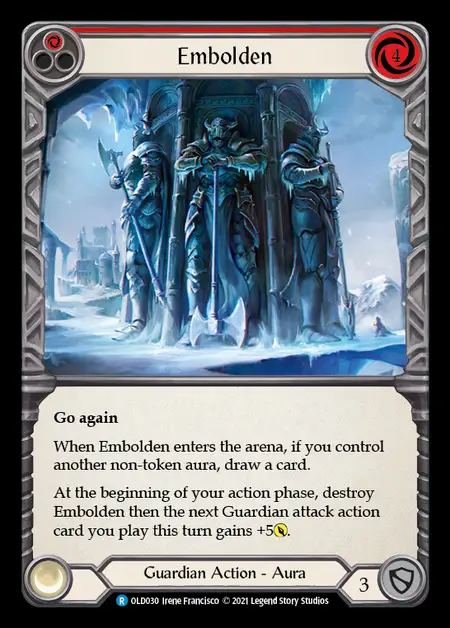 Embolden
4
Go again
When Embolden enters the arena, if you control
another non-token aura, draw a card.
At the beginning of your action phase, destroy
Embolden then the next Guardian attack action
card you play this turn gains +5.
Guardian Action - Aura
3
R OLD030 Irene Francisco © 2021 Legend Story Studios